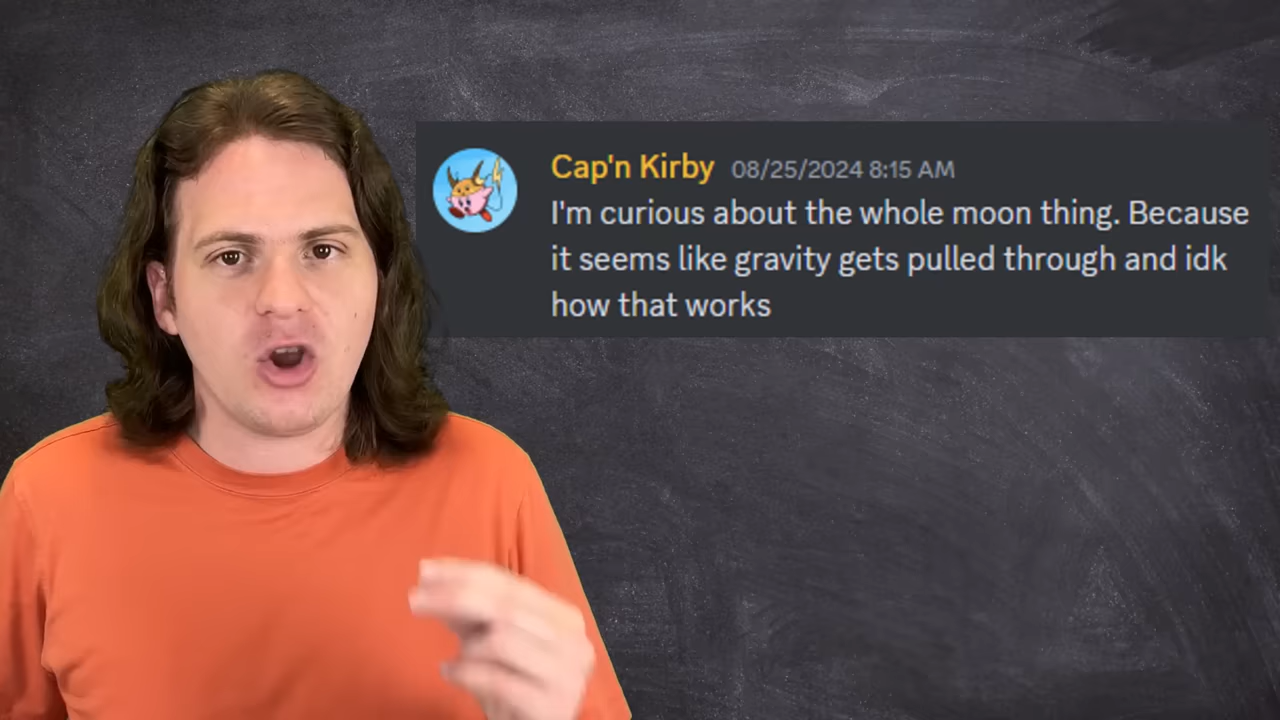 Cap'n Kirby 08/25/2024 8:15 AM
I'm curious about the whole moon thing. Because
it seems like gravity gets pulled through and idk
how that works